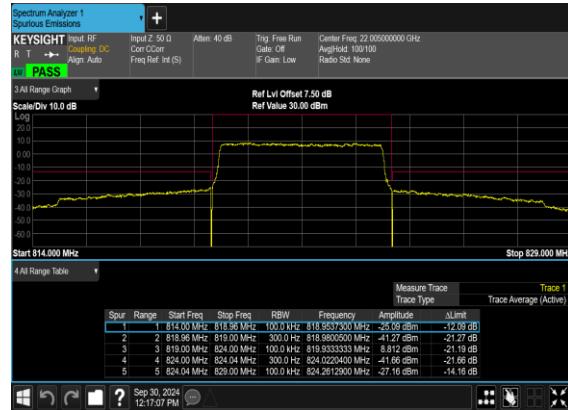 Spectrum Analyzer 1
Spurious Emissions
+
KEYSIGHT Input: RF Input Z: 50 Ω Atten: 40 dB Trig: Free Run Center Freq: 22.005000000 GHz
R T Coupling: DC Corr CCorr Gate: Off Avg|Hold: 100/100
Align: Auto Freq Ref: Int (S) IF Gain: Low Radio Std: None
PASS
3 All Range Graph Ref Lvl Offset 7.50 dB
Scale/Div 10.0 dB Ref Value 30.00 dBm
Log
20.0
10.0
0.00
-10.0
-20.0
-30.0
-40.0
-50.0
-60.0
Start 814.000 MHz Stop 829.000 MH
4 All Range Table
Measure Trace Trace 1
Trace Type Trace Average (Active)
Spur Range Start Freq Stop Freq RBW Frequency Amplitude ΔLimit
1 1 814.00 MHz 818.96 MHz 100.0 kHz 818.9537300 MHz -25.09 dBm -12.09 dB
2 2 818.96 MHz 819.00 MHz 300.0 Hz 818.9800500 MHz -41.27 dBm -21.27 dB
3 3 819.00 MHz 824.00 MHz 100.0 kHz 819.9333333 MHz 8.812 dBm -21.19 dB
4 4 824.00 MHz 824.04 MHz 300.0 Hz 824.0220400 MHz -41.66 dBm -21.66 dB
5 5 824.04 MHz 829.00 MHz 100.0 kHz 824.2612900 MHz -27.16 dBm -14.16 dB
? Sep 30, 2024
12:17:07 PM